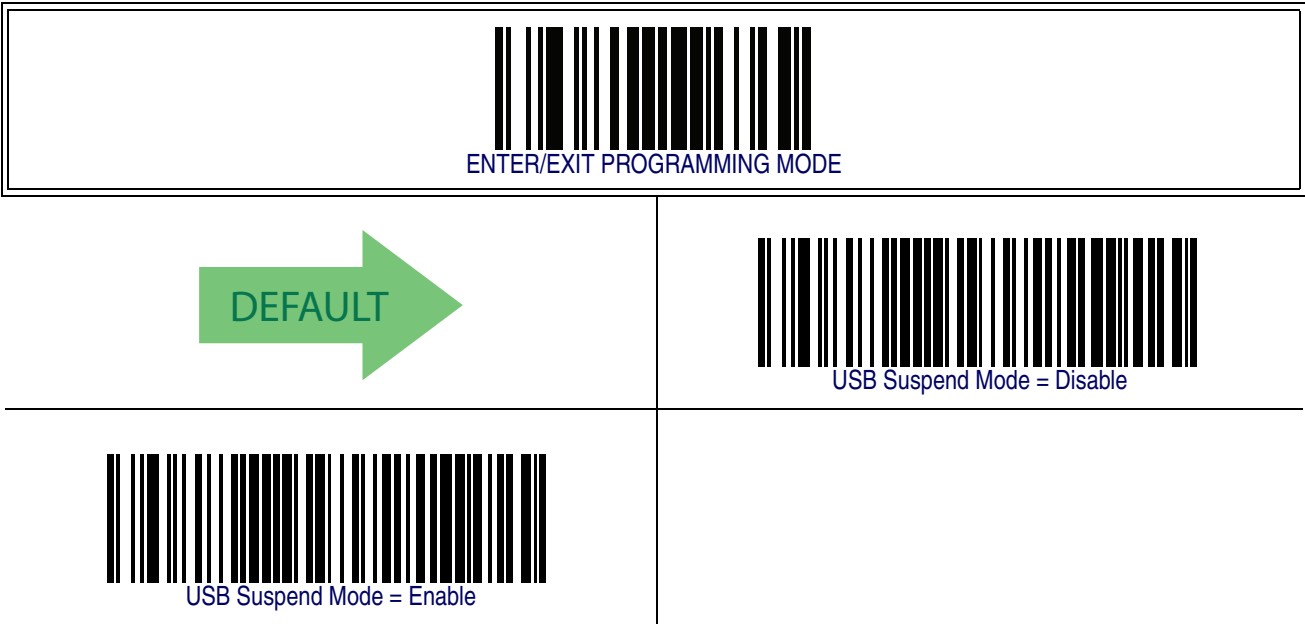 ENTER/EXIT PROGRAMMING MODE
DEFAULT
USB Suspend Mode = Disable
USB Suspend Mode = Enable